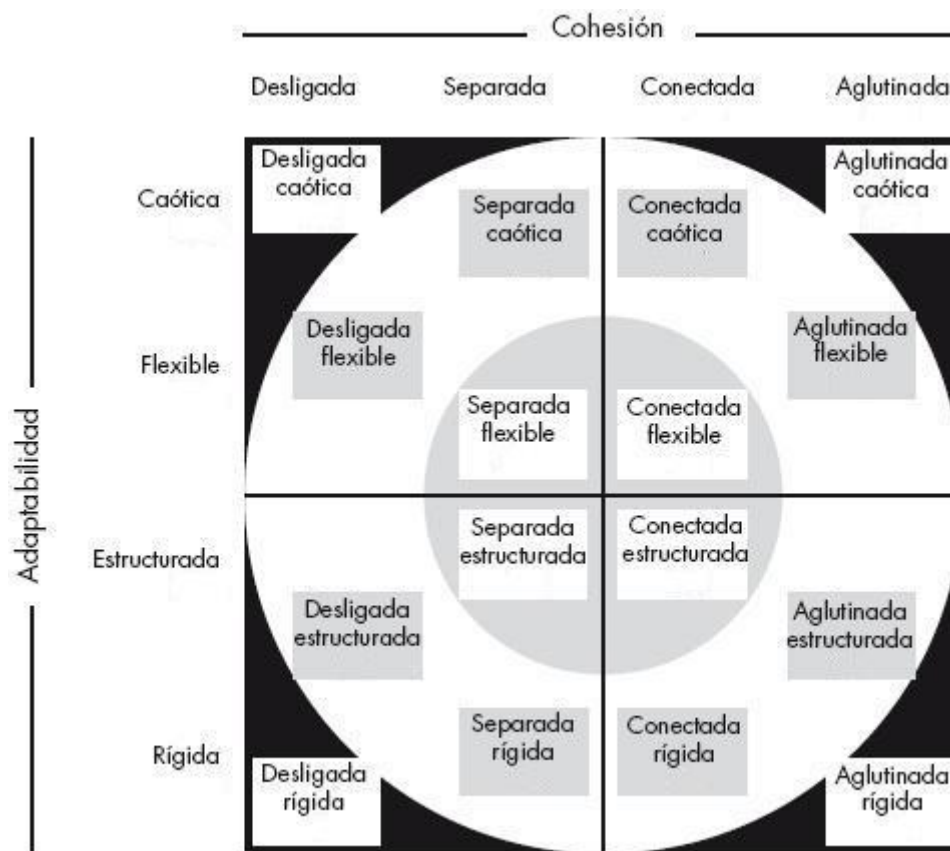 Cohesión
Desligada Separada Conectada Aglutinada
Adaptabilidad
Caótica
Desligada
caótica
Separada
caótica
Conectada
caótica
Aglutinada
caótica
Flexible
Desligada
flexible
Separada
flexible
Conectada
flexible
Aglutinada
flexible
Estructurada
Desligada
estructurada
Separada
estructurada
Conectada
estructurada
Aglutinada
estructurada
Rígida
Desligada
rígida
Separada
rígida
Conectada
rígida
Aglutinada
rígida